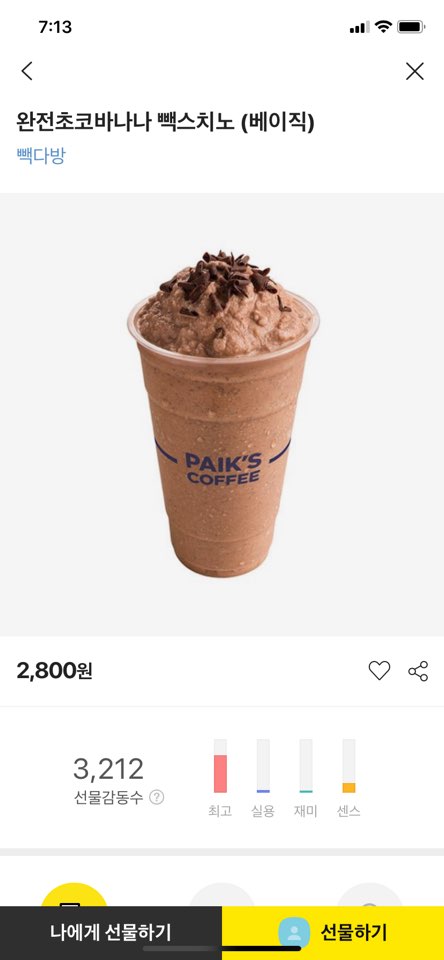 7:13
완전초코바나나 빽스치노 (베이직)
빽다방
PAIK'S
COFFEE
2,800원
3,212
선물감동수 ?
최고 실용 재미 센스
나에게 선물하기 선물하기